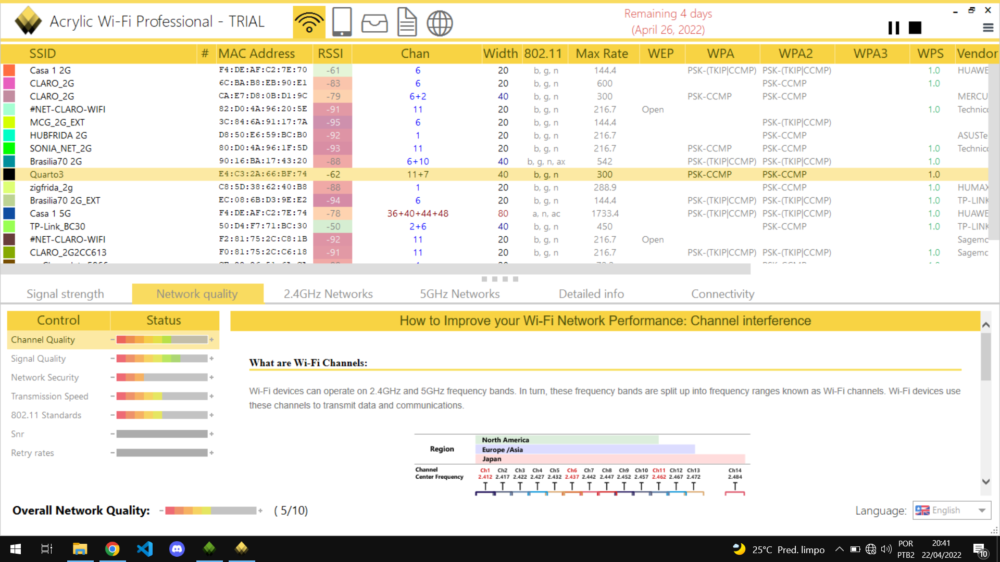 Acrylic Wi-Fi Professional - TRIAL
Remaining 4 days
(April 26, 2022)
SSID # MAC Address RSSI Chan Width 802.11 Max Rate WEP WPA WPA2 WPA3 WPS Vendor
Casa 1 2G F4:DE:AF:C2:7E:70 -61 6 20 b, g, n 144.4 PSK-(TKIP|CCMP) PSK-(TKIP|CCMP) 1.0 HUAWE
CLARO_2G 6C:BA:B8:EB:90:E1 -83 6 20 b, g, n 600 PSK-CCMP 1.0
CLARO_2G CA:E7:D8:0B:D1:9C -79 6+2 40 b, g, n 300 PSK-CCMP PSK-CCMP MERCU
#NET-CLARO-WIFI 82:D0:4A:96:20:5E -91 11 20 b, g, n 216.7 Open 1.0 Technicc
MCG_2G_EXT 3C:84:6A:91:17:7A -95 6 20 b, g, n 144.4 PSK-(TKIP|CCMP)
HUBFRIDA 2G D8:50:E6:59:BC:B0 -92 1 20 b, g, n 216.7 PSK-CCMP ASUSTe
SONIA_NET_2G 80:D0:4A:96:1F:5D -93 11 20 b, g, n 216.7 PSK-CCMP PSK-CCMP 1.0 Technicc
Brasilia70 2G 90:16:BA:17:43:20 -88 6+10 40 b, g, n, ax 542 PSK-(TKIP|CCMP) PSK-(TKIP|CCMP) 1.0
Quarto3 E4:C3:2A:66:BF:74 -62 11+7 40 b, g, n 300 PSK-CCMP PSK-CCMP 1.0
zigfrida_2g C8:5D:38:62:40:B8 -88 1 20 b, g, n 288.9 PSK-CCMP 1.0 HUMAX
Brasilia70 2G_EXT EC:08:6B:D3:9E:E2 -94 6 20 b, g, n 144.4 PSK-(TKIP|CCMP) PSK-(TKIP|CCMP) 1.0 TP-LINK
Casa 1 5G F4:DE:AF:C2:7E:74 -78 36+40+44+48 80 a, n, ac 1733.4 PSK-(TKIP|CCMP) PSK-(TKIP|CCMP) 1.0 HUAWE
TP-Link_BC30 50:D4:F7:71:BC:30 -50 2+6 40 b, g, n 450 PSK-CCMP 1.0 TP-LINK
#NET-CLARO-WIFI F2:81:75:2C:C8:1B -92 11 20 b, g, n 216.7 Open Sagemc
CLARO_2G2CC613 F0:81:75:2C:C6:18 -91 11 20 b, g, n 216.7 PSK-(TKIP|CCMP) PSK-(TKIP|CCMP) 1.0 Sagemc
Signal strength Network quality 2.4GHz Networks 5GHz Networks Detailed info Connectivity
Control Status
Channel Quality - +
Signal Quality - +
Network Security - +
Transmission Speed - +
802.11 Standards - +
Snr - +
Retry rates - +
How to Improve your Wi-Fi Network Performance: Channel interference
What are Wi-Fi Channels:
Wi-Fi devices can operate on 2.4GHz and 5GHz frequency bands. In turn, these frequency bands are split up into frequency ranges known as Wi-Fi channels. Wi-Fi devices use
these channels to transmit data and communications.
Region
North America
Europe /Asia
Japan
Channel Ch1 Ch2 Ch3 Ch4 Ch5 Ch6 Ch7 Ch8 Ch9 Ch10 Ch11 Ch12 Ch13 Ch14
Center Frequency 2.412 2.417 2.422 2.427 2.432 2.437 2.442 2.447 2.452 2.457 2.462 2.467 2.472 2.484
Overall Network Quality: - + ( 5/10)
Language: English
25°C Pred. limpo
POR
PTB2
20:41
22/04/2022
10